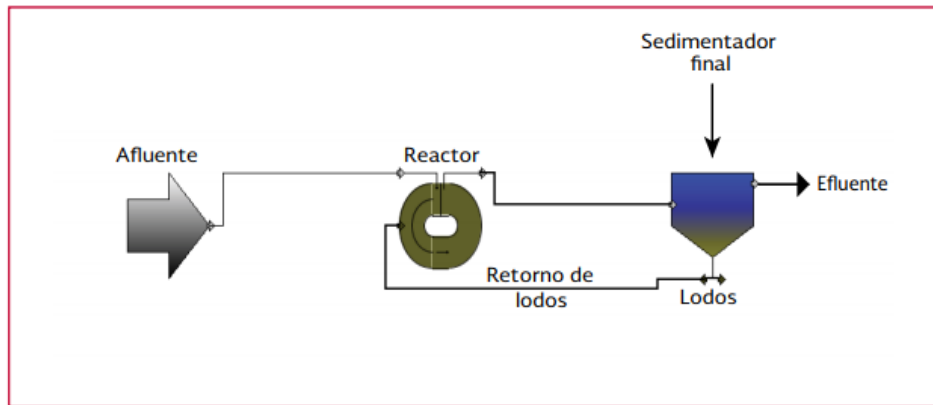 Sedimentador
final
Afluente
Reactor
Efluente
Retorno de
lodos
Lodos